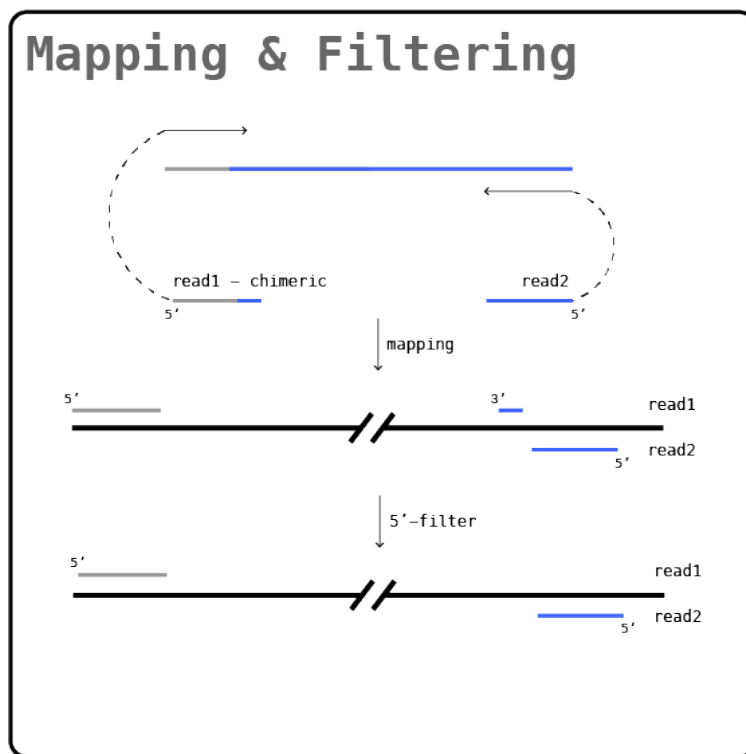 Mapping & Filtering
read1 – chimeric
read2
5’
5’
mapping
5’
3’
read1
read2
5’
5’–filter
5’
read1
read2
5’